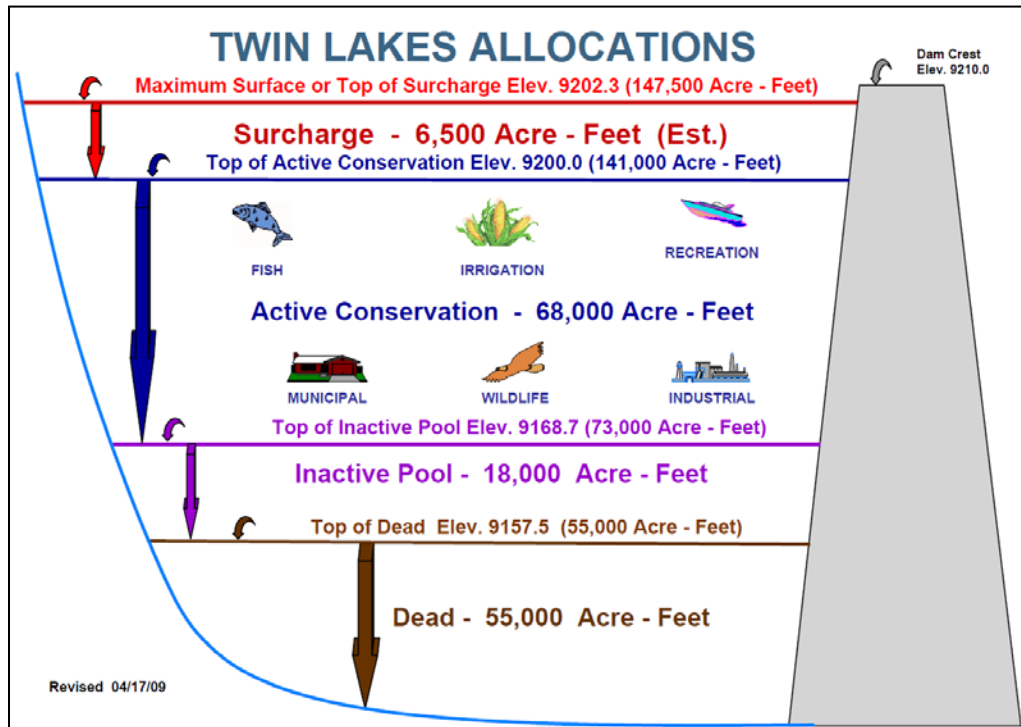 TWIN LAKES ALLOCATIONS
Dam Crest
Elev. 9210.0
Maximum Surface or Top of Surcharge Elev. 9202.3 (147,500 Acre - Feet)
Surcharge - 6,500 Acre - Feet (Est.)
Top of Active Conservation Elev. 9200.0 (141,000 Acre - Feet)
FISH
IRRIGATION
RECREATION
Active Conservation - 68,000 Acre - Feet
MUNICIPAL
WILDLIFE
INDUSTRIAL
Top of Inactive Pool Elev. 9168.7 (73,000 Acre - Feet)
Inactive Pool - 18,000 Acre - Feet
Top of Dead Elev. 9157.5 (55,000 Acre - Feet)
Dead - 55,000 Acre - Feet
Revised 04/17/09